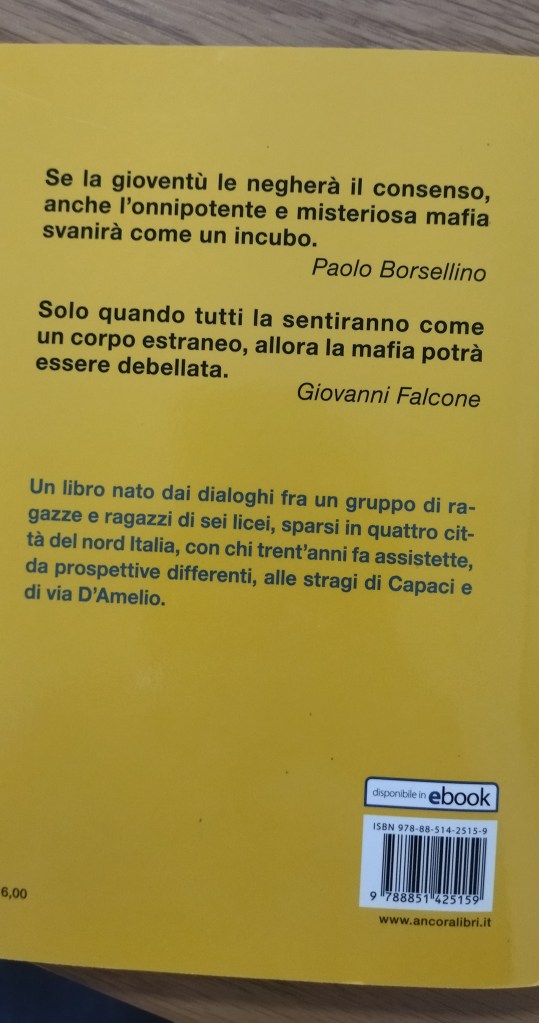 Se la gioventù le negherà il consenso,
anche l'onnipotente e misteriosa mafia
svanirà come un incubo.
Paolo Borsellino
Solo quando tutti la sentiranno come
un corpo estraneo, allora la mafia potrà
essere debellata.
Giovanni Falcone
Un libro nato dai dialoghi fra un gruppo di ra-
gazze e ragazzi di sei licei, sparsi in quattro cit-
tà del nord Italia, con chi trent'anni fa assistette,
da prospettive differenti, alle stragi di Capaci e
di via D'Amelio.
disponibile in ebook
ISBN 978-88-514-2515-9
9 788851 425159
6,00
www.ancoralibri.it